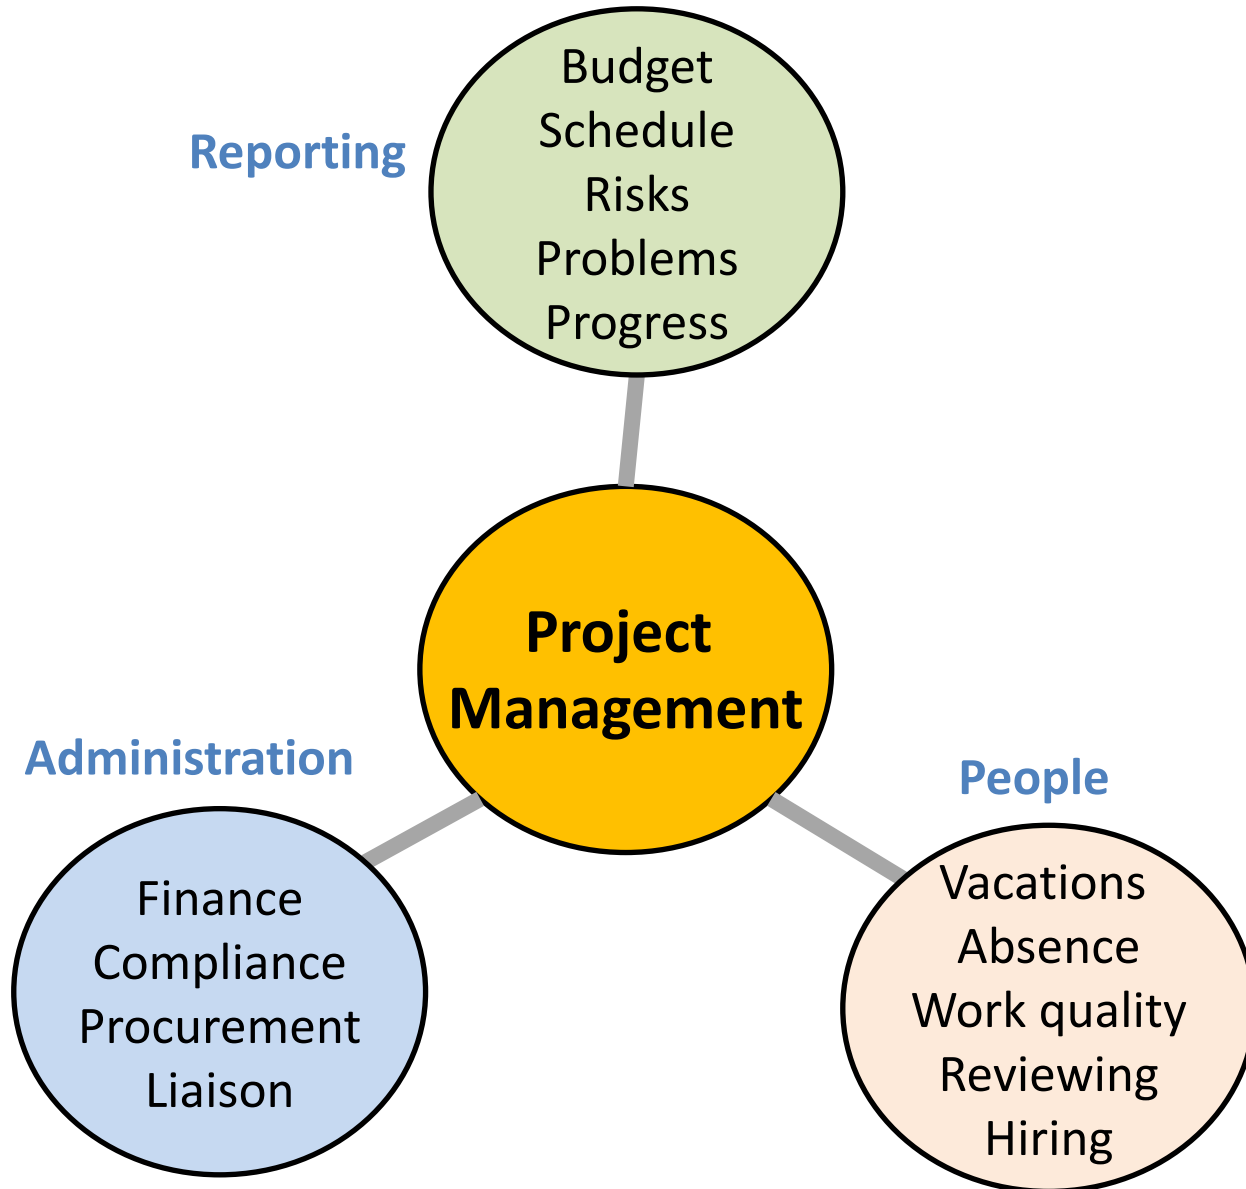 Reporting
Budget
Schedule
Risks
Problems
Progress
Project
Management
Administration
Finance
Compliance
Procurement
Liaison
People
Vacations
Absence
Work quality
Reviewing
Hiring